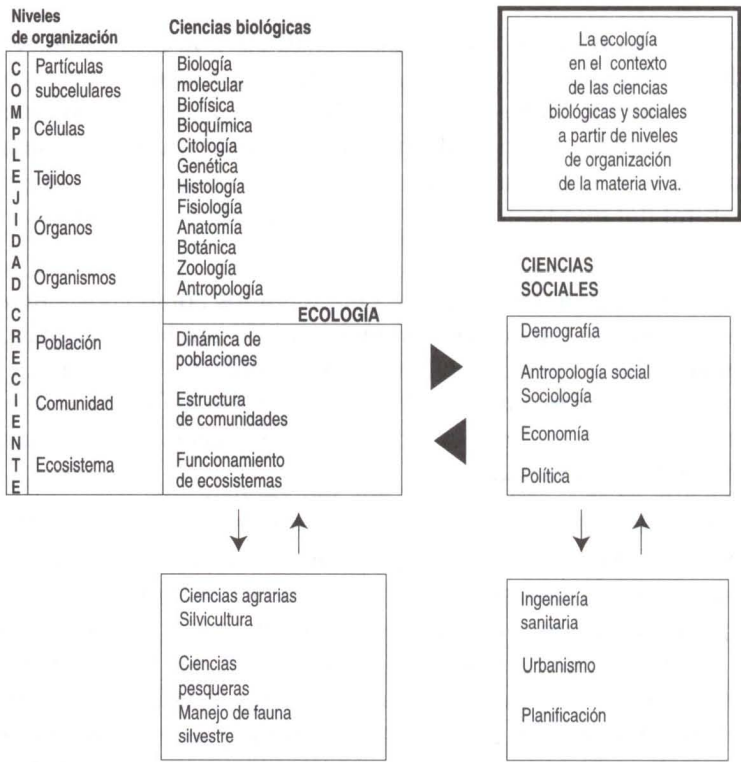 Niveles
de organización
Ciencias biológicas
COMPLEJIDAD CRECIENTE
Partículas
subcelulares
Células
Tejidos
Órganos
Organismos
Población
Comunidad
Ecosistema
Biología
molecular
Biofísica
Bioquímica
Citología
Genética
Histología
Fisiología
Anatomía
Botánica
Zoología
Antropología
ECOLOGÍA
Dinámica de
poblaciones
Estructura
de comunidades
Funcionamiento
de ecosistemas
La ecología
en el contexto
de las ciencias
biológicas y sociales
a partir de niveles
de organización
de la materia viva.
CIENCIAS
SOCIALES
Demografía
Antropología social
Sociología
Economía
Política
Ciencias agrarias
Silvicultura
Ciencias
pesqueras
Manejo de fauna
silvestre
Ingeniería
sanitaria
Urbanismo
Planificación